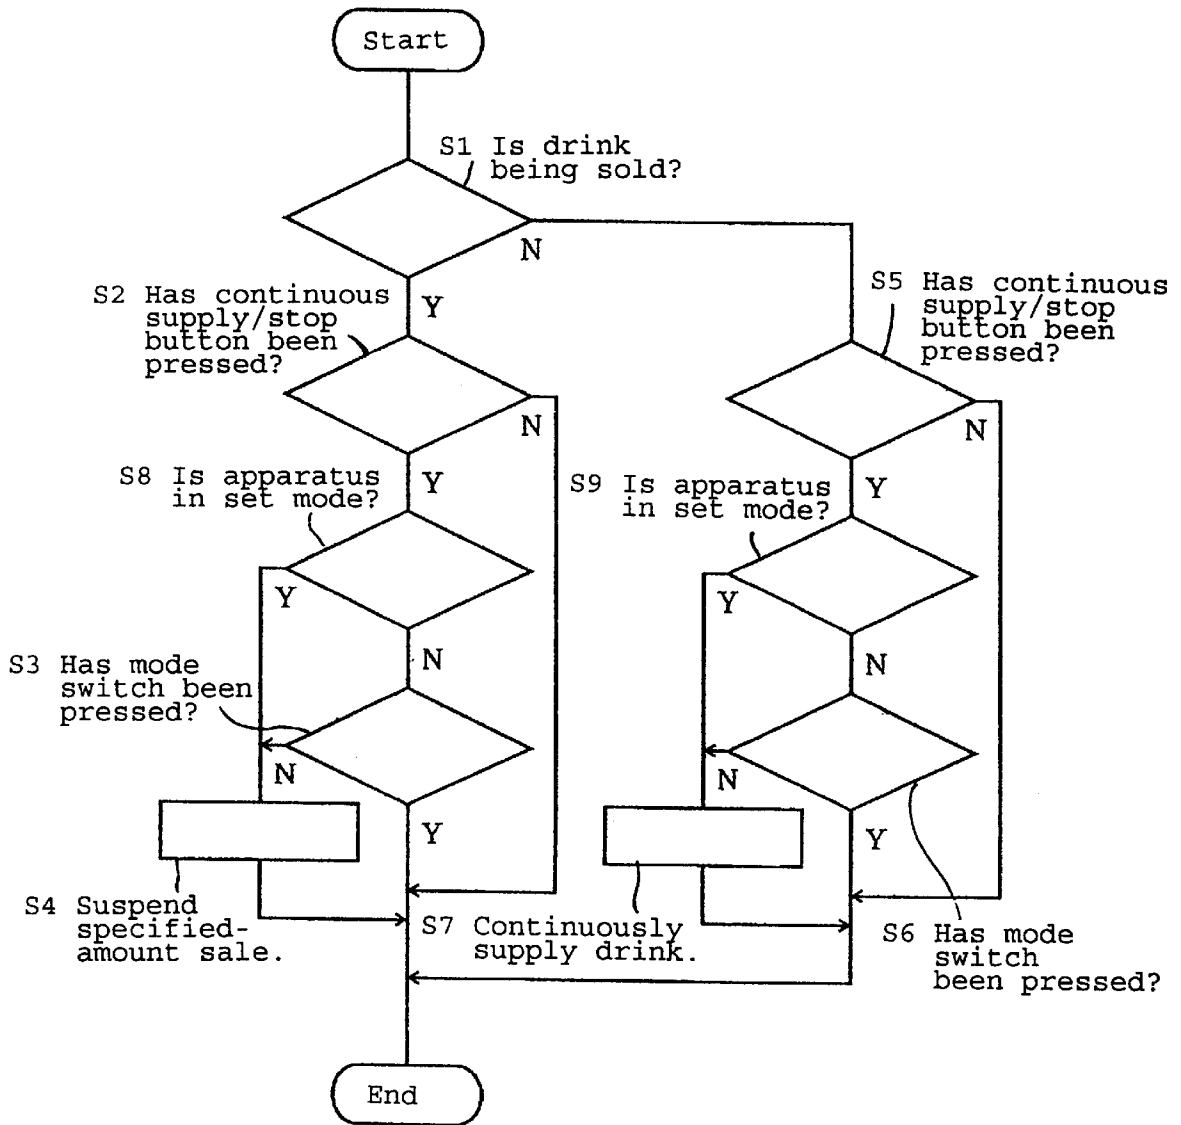 Start
S1 Is drink
being sold?
N
Y
S2 Has continuous
supply/stop
button been
pressed?
N
Y
S8 Is apparatus
in set mode?
Y
N
S3 Has mode
switch been
pressed?
N
Y
S4 Suspend
specified-
amount sale.
S5 Has continuous
supply/stop
button been
pressed?
N
Y
S9 Is apparatus
in set mode?
Y
N
N
Y
S7 Continuously
supply drink.
S6 Has mode
switch
been pressed?
End